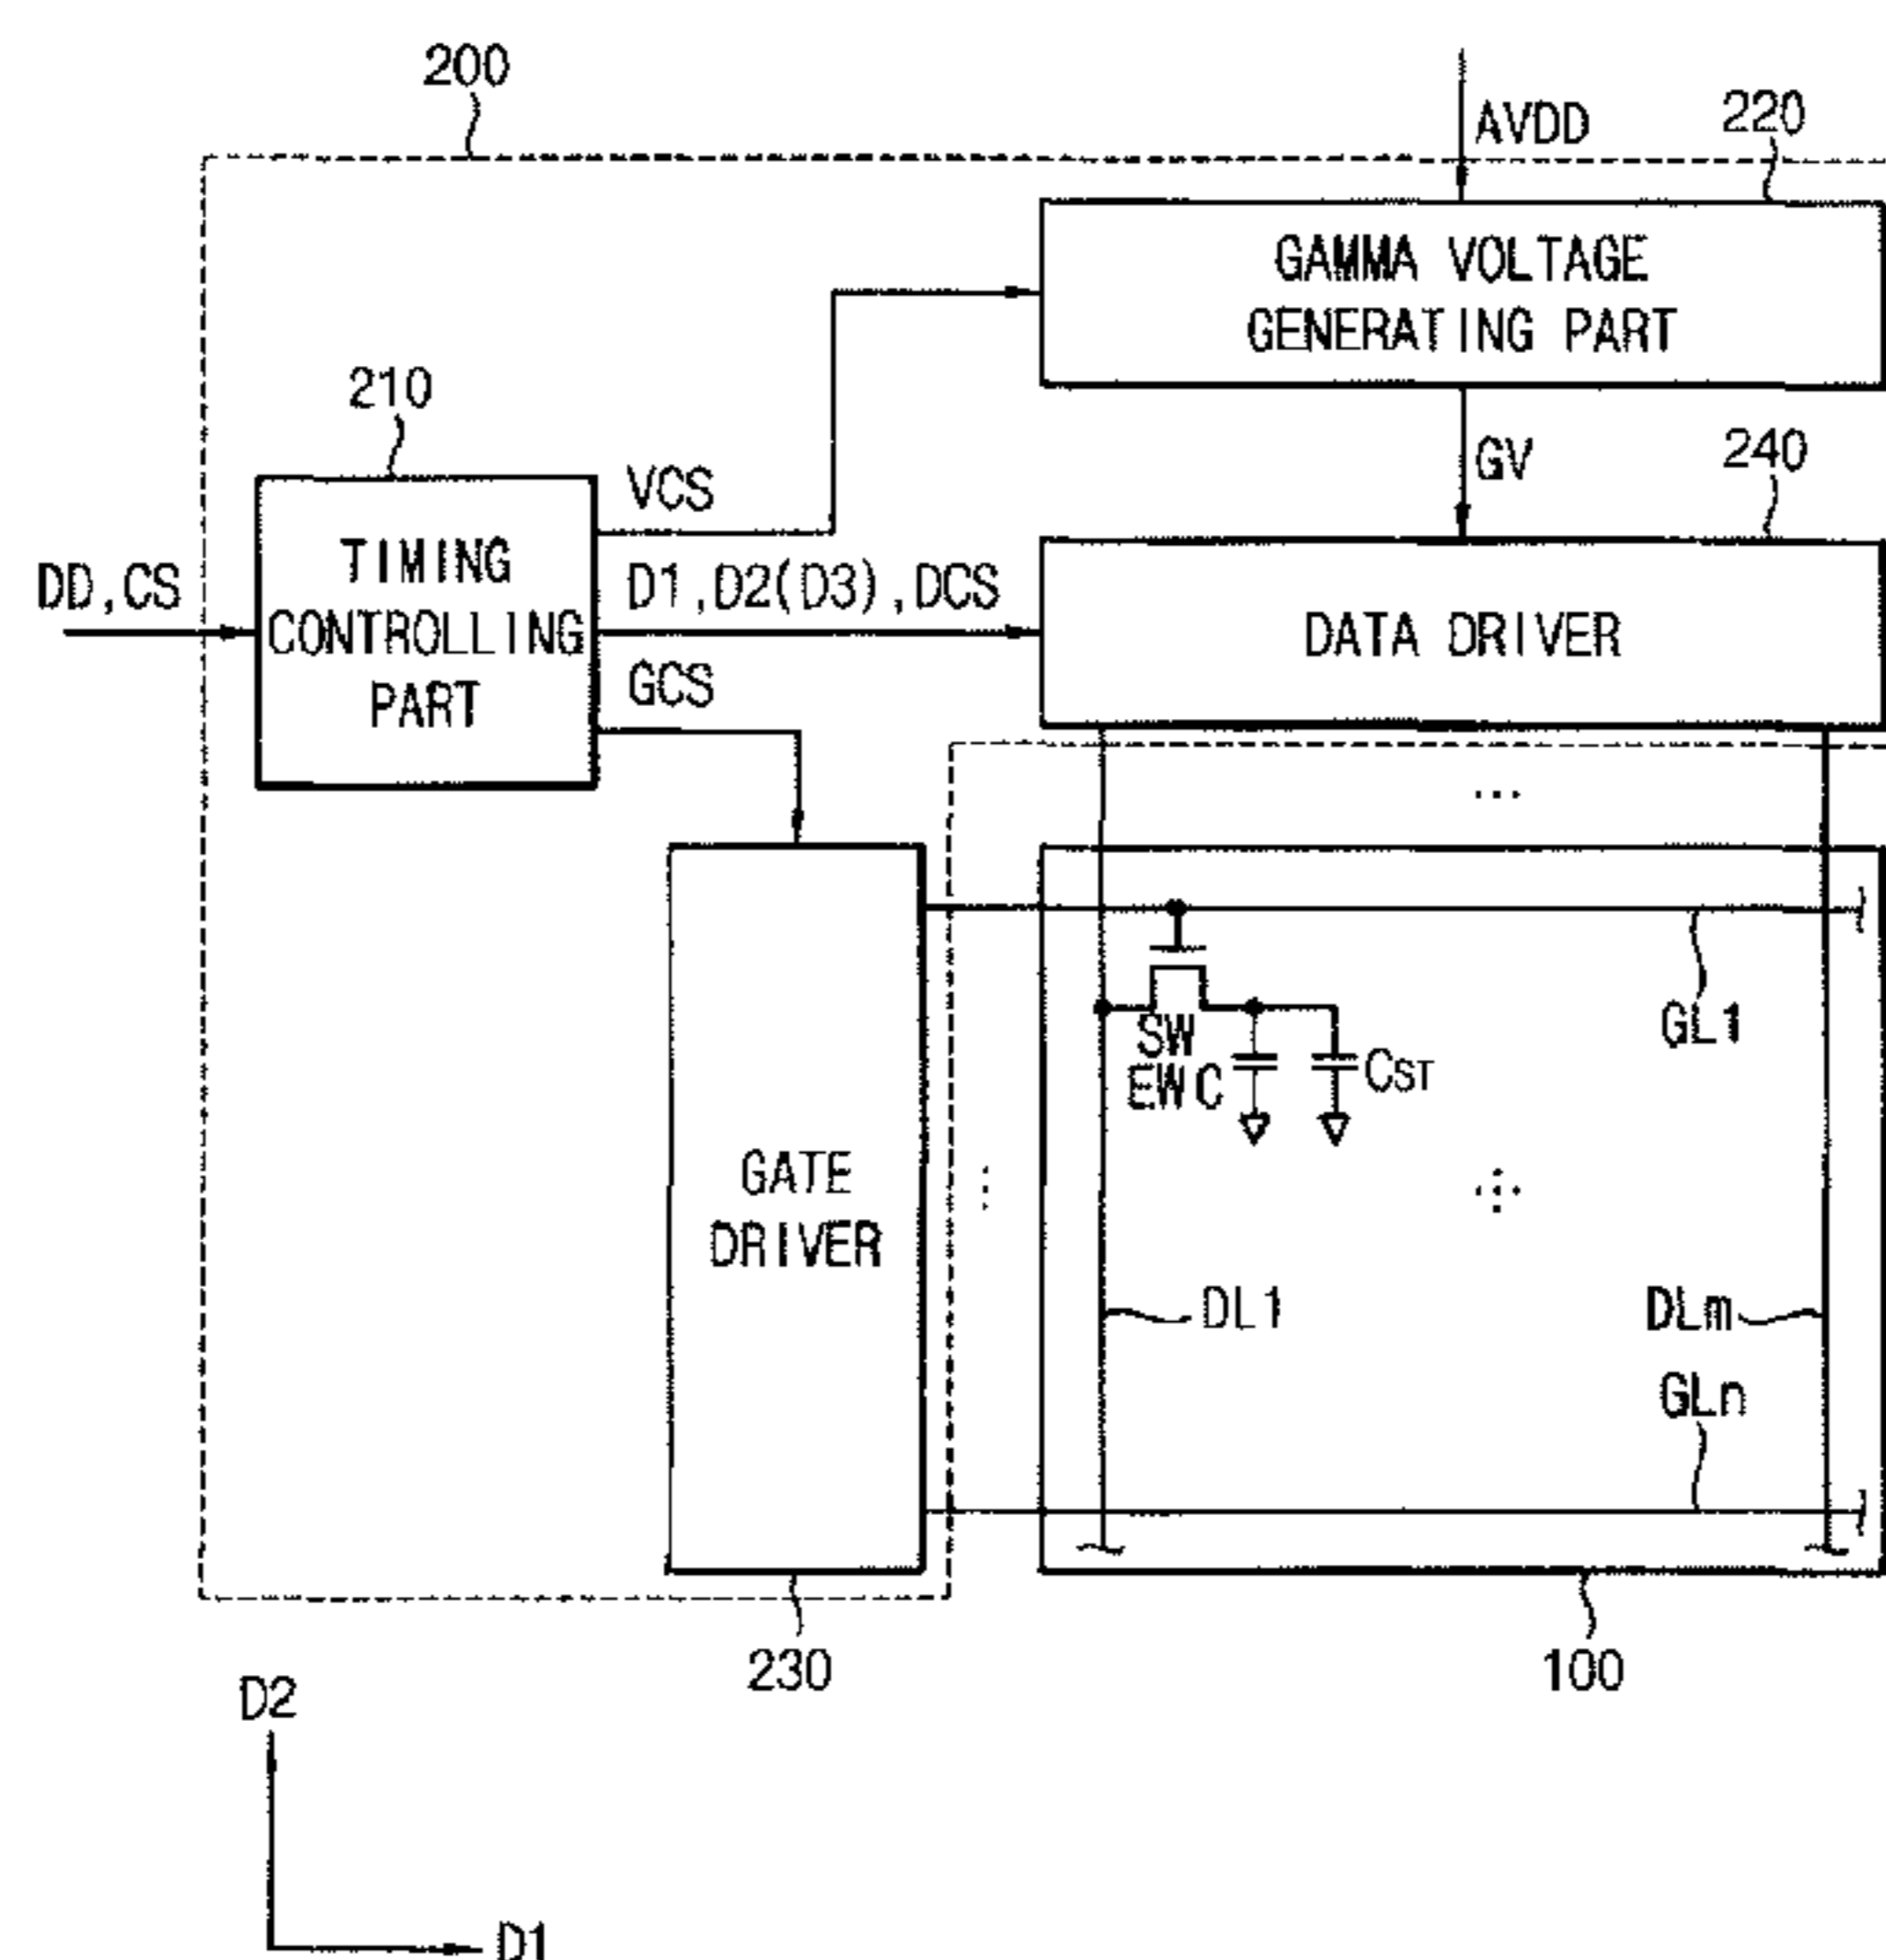 200
AVDD
220
GAMMA VOLTAGE
GENERATING PART
210
VCS
GV
240
DD,CS
TIMING
CONTROLLING
PART
D1,D2(D3),DCS
DATA DRIVER
GCS
GL1
SW
EWC
CST
GATE
DRIVER
DL1
DLm
GLn
230
100
D2
D1